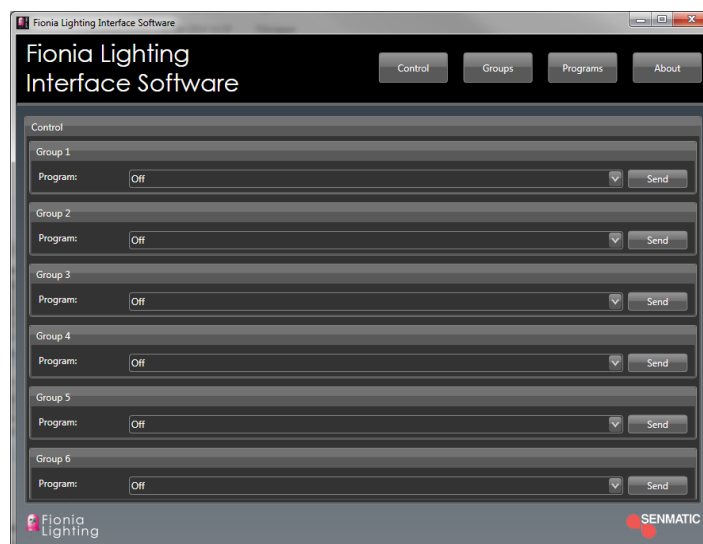 Fionia Lighting Interface Software
Fionia Lighting
Interface Software
Control
Groups
Programs
About
Control
Group 1
Program:
Off
Send
Group 2
Program:
Off
Send
Group 3
Program:
Off
Send
Group 4
Program:
Off
Send
Group 5
Program:
Off
Send
Group 6
Program:
Off
Send
Fionia
Lighting
SENMATIC